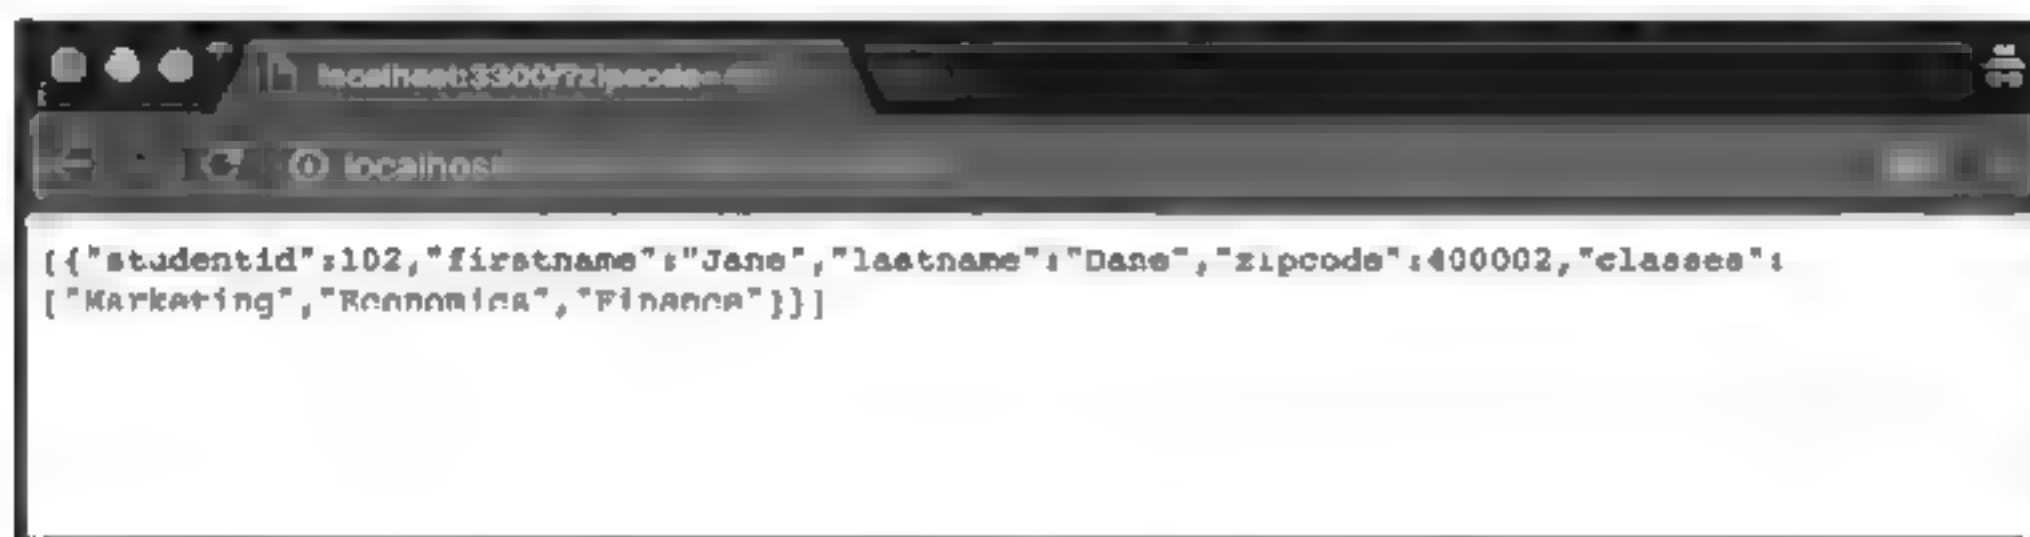 localhost:3300/?zipcode=
localhost
[{"studentid":102,"firstname":"Jane","lastname":"Dane","zipcode":400002,"classes":
["Marketing","Economics","Finance"]}]